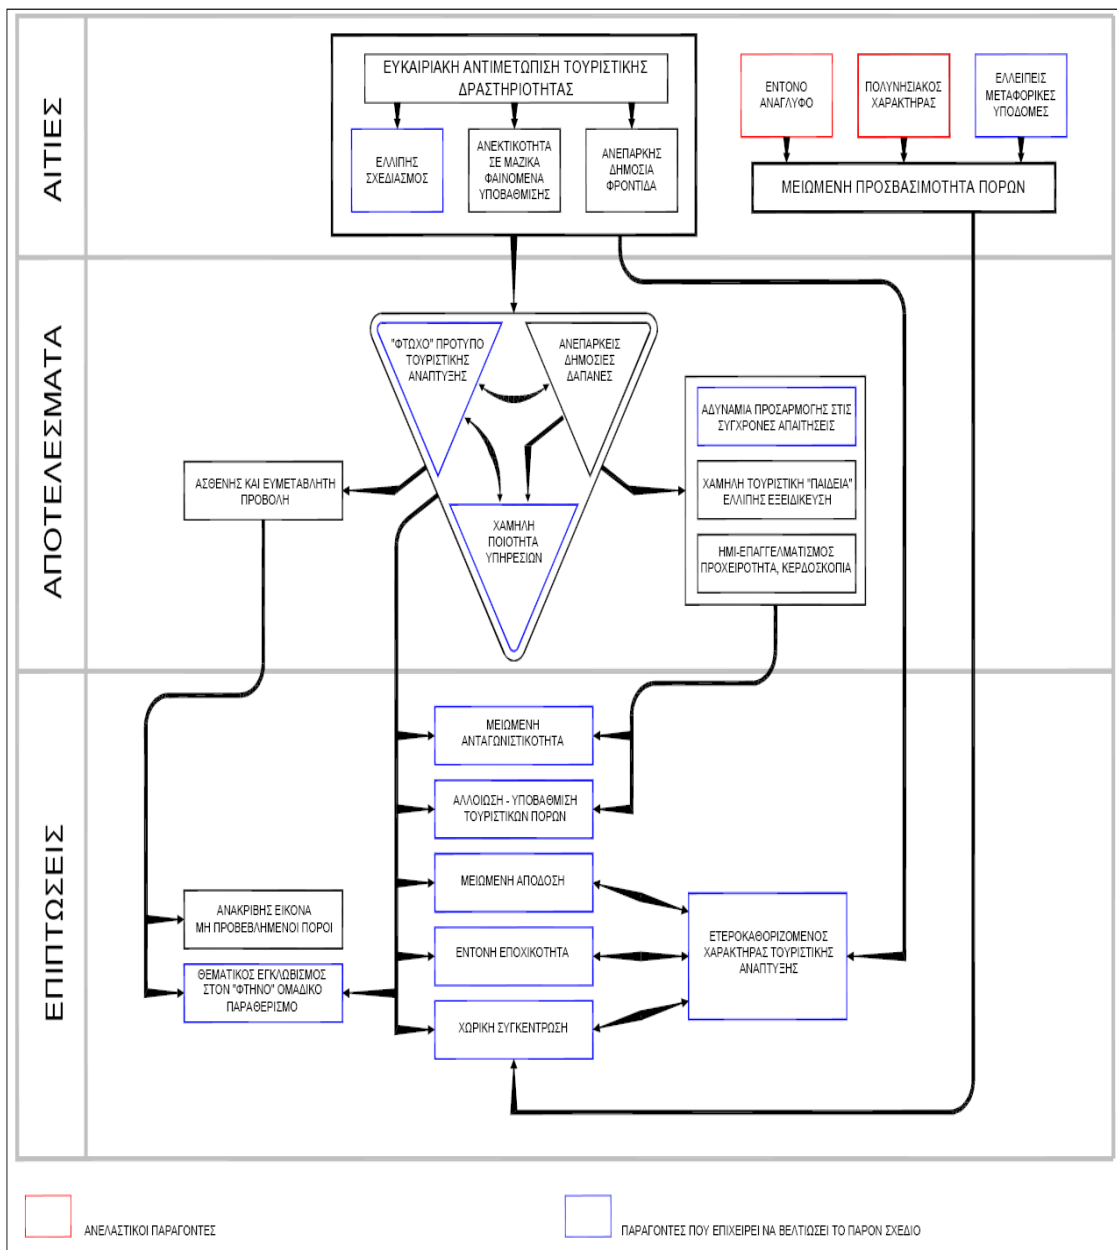 ΑΙΤΙΕΣ
ΕΥΚΑΙΡΙΑΚΗ ΑΝΤΙΜΕΤΩΠΙΣΗ ΤΟΥΡΙΣΤΙΚΗΣ
ΔΡΑΣΤΗΡΙΟΤΗΤΑΣ
ΕΛΛΙΠΗΣ
ΣΧΕΔΙΑΣΜΟΣ
ΑΝΕΚΤΙΚΟΤΗΤΑ
ΣΕ ΜΑΖΙΚΑ
ΦΑΙΝΟΜΕΝΑ
ΥΠΟΒΑΘΜΙΣΗΣ
ΑΝΕΠΑΡΚΗΣ
ΔΗΜΟΣΙΑ
ΦΡΟΝΤΙΔΑ
ΕΝΤΟΝΟ
ΑΝΑΓΛΥΦΟ
ΠΟΛΥΝΗΣΙΑΚΟΣ
ΧΑΡΑΚΤΗΡΑΣ
ΕΛΛΕΙΠΕΙΣ
ΜΕΤΑΦΟΡΙΚΕΣ
ΥΠΟΔΟΜΕΣ
ΜΕΙΩΜΕΝΗ ΠΡΟΣΒΑΣΙΜΟΤΗΤΑ ΠΟΡΩΝ
ΑΠΟΤΕΛΕΣΜΑΤΑ
"ΦΤΩΧΟ" ΠΡΟΤΥΠΟ
ΤΟΥΡΙΣΤΙΚΗΣ
ΑΝΑΠΤΥΞΗΣ
ΑΝΕΠΑΡΚΕΙΣ
ΔΗΜΟΣΙΕΣ
ΔΑΠΑΝΕΣ
ΧΑΜΗΛΗ
ΠΟΙΟΤΗΤΑ
ΥΠΗΡΕΣΙΩΝ
ΑΣΘΕΝΗΣ ΚΑΙ ΕΥΜΕΤΑΒΛΗΤΗ
ΠΡΟΒΟΛΗ
ΑΔΥΝΑΜΙΑ ΠΡΟΣΑΡΜΟΓΗΣ ΣΤΙΣ
ΣΥΓΧΡΟΝΕΣ ΑΠΑΙΤΗΣΕΙΣ
ΧΑΜΗΛΗ ΤΟΥΡΙΣΤΙΚΗ "ΠΑΙΔΕΙΑ"
ΕΛΛΙΠΗΣ ΕΞΕΙΔΙΚΕΥΣΗ
ΗΜΙ-ΕΠΑΓΓΕΛΜΑΤΙΣΜΟΣ
ΠΡΟΧΕΙΡΟΤΗΤΑ, ΚΕΡΔΟΣΚΟΠΙΑ
ΕΠΙΠΤΩΣΕΙΣ
ΜΕΙΩΜΕΝΗ
ΑΝΤΑΓΩΝΙΣΤΙΚΟΤΗΤΑ
ΑΛΛΟΙΩΣΗ - ΥΠΟΒΑΘΜΙΣΗ
ΤΟΥΡΙΣΤΙΚΩΝ ΠΟΡΩΝ
ΜΕΙΩΜΕΝΗ ΑΠΟΔΟΣΗ
ΕΝΤΟΝΗ ΕΠΟΧΙΚΟΤΗΤΑ
ΧΩΡΙΚΗ ΣΥΓΚΕΝΤΡΩΣΗ
ΑΝΑΚΡΙΒΗΣ ΕΙΚΟΝΑ
ΜΗ ΠΡΟΒΕΒΛΗΜΕΝΟΙ ΠΟΡΟΙ
ΘΕΜΑΤΙΚΟΣ ΕΓΚΛΩΒΙΣΜΟΣ
ΣΤΟΝ "ΦΤΗΝΟ" ΟΜΑΔΙΚΟ
ΠΑΡΑΘΕΡΙΣΜΟ
ΕΤΕΡΟΚΑΘΟΡΙΖΟΜΕΝΟΣ
ΧΑΡΑΚΤΗΡΑΣ ΤΟΥΡΙΣΤΙΚΗΣ
ΑΝΑΠΤΥΞΗΣ
ΑΝΕΛΑΣΤΙΚΟΙ ΠΑΡΑΓΟΝΤΕΣ
ΠΑΡΑΓΟΝΤΕΣ ΠΟΥ ΕΠΙΧΕΙΡΕΙ ΝΑ ΒΕΛΤΙΩΣΕΙ ΤΟ ΠΑΡΟΝ ΣΧΕΔΙΟ